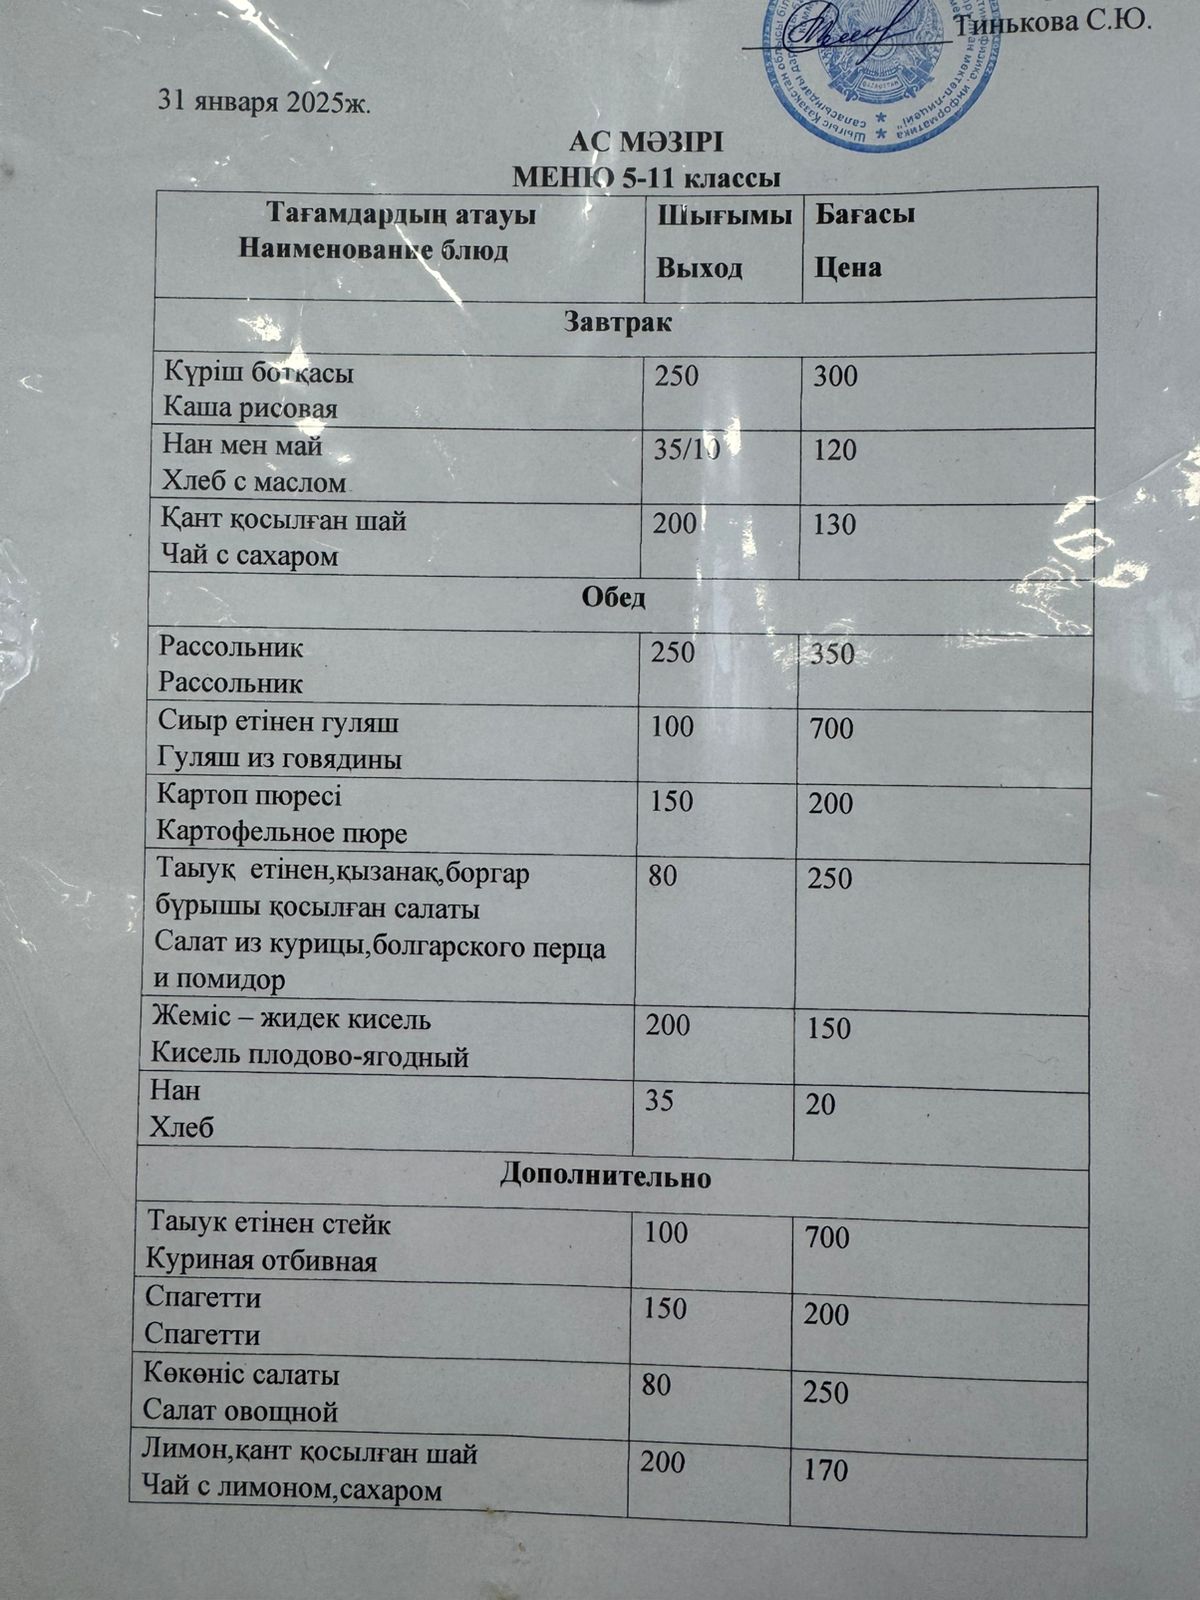 Тинькова С.Ю.
31 января 2025ж.
АС МӘЗІРІ
МЕНЮ 5-11 классы
Тағамдардың атауы
Наименование блюд
Шығымы
Выход
Бағасы
Цена
Завтрак
Күріш ботқасы
Каша рисовая
250
300
Нан мен май
Хлеб с маслом
35/10
120
Қант қосылған шай
Чай с сахаром
200
130
Обед
Рассольник
Рассольник
250
350
Сиыр етінен гуляш
Гуляш из говядины
100
700
Картоп пюресі
Картофельное пюре
150
200
Таыуқ етінен,қызанақ,боргар
бұрышы қосылған салаты
Салат из курицы,болгарского перца
и помидор
80
250
Жеміс – жидек кисель
Кисель плодово-ягодный
200
150
Нан
Хлеб
35
20
Дополнительно
Таыук етінен стейк
Куриная отбивная
100
700
Спагетти
Спагетти
150
200
Көкөніс салаты
Салат овощной
80
250
Лимон,қант қосылған шай
Чай с лимоном,сахаром
200
170